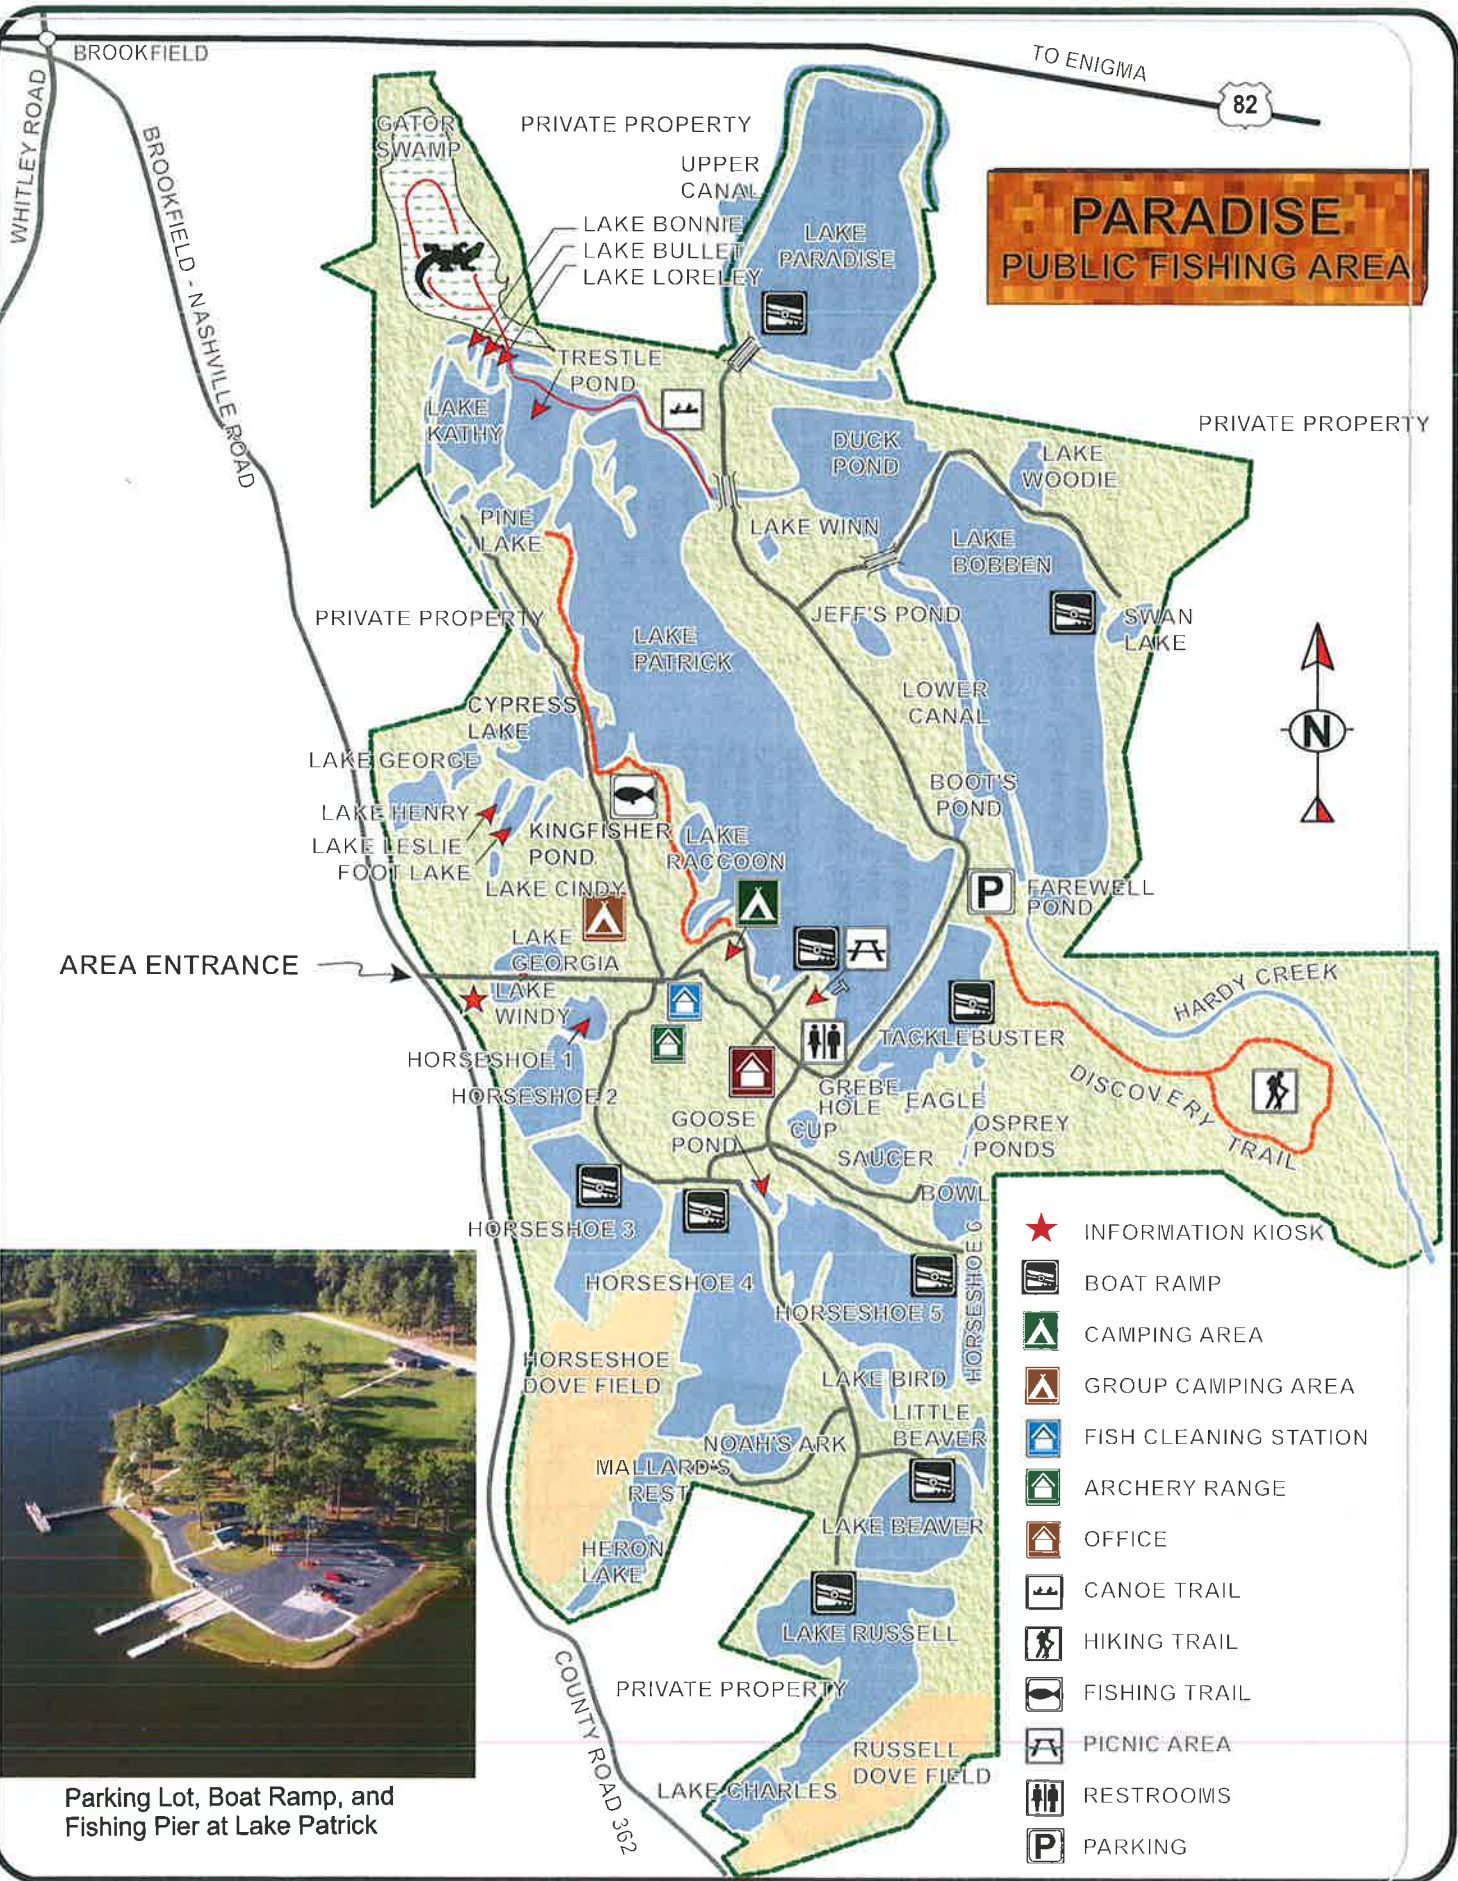 BROOKFIELD
TO ENIGMA
82
WHITLEY ROAD
BROOKFIELD - NASHVILLE ROAD
GATOR
SWAMP
PRIVATE PROPERTY
UPPER
CANAL
LAKE BONNIE
LAKE BULLET
LAKE LORELEY
LAKE
PARADISE
PARADISE
PUBLIC FISHING AREA
TRESTLE
POND
LAKE
KATHY
DUCK
POND
LAKE
WOODIE
PRIVATE PROPERTY
PINE
LAKE
LAKE WINN
LAKE
BOBBEN
PRIVATE PROPERTY
JEFF'S POND
SWAN
LAKE
LAKE
PATRICK
N
CYPRESS
LAKE
LOWER
CANAL
LAKE GEORGE
BOOT'S
POND
LAKE HENRY
LAKE LESLIE
FOOT LAKE
KINGFISHER
POND
LAKE
RACCOON
LAKE CINDY
P
FAREWELL
POND
LAKE
GEORGIA
AREA ENTRANCE
LAKE
WINDY
HARDY CREEK
TACKLEBUSTER
HORSESHOE 1
HORSESHOE 2
DISCOVERY TRAIL
GREBE
HOLE
EAGLE
GOOSE
POND
CUP
OSPREY
PONDS
SAUCER
BOWL
HORSESHOE 3
HORSESHOE 4
HORSESHOE 5
HORSESHOE 6
HORSESHOE
DOVE FIELD
LAKE BIRD
LITTLE
BEAVER
NOAH'S ARK
MALLARD'S
REST
LAKE BEAVER
HERON
LAKE
LAKE RUSSELL
PRIVATE PROPERTY
COUNTY ROAD 362
RUSSELL
DOVE FIELD
LAKE CHARLES
INFORMATION KIOSK
BOAT RAMP
CAMPING AREA
GROUP CAMPING AREA
FISH CLEANING STATION
ARCHERY RANGE
OFFICE
CANOE TRAIL
HIKING TRAIL
FISHING TRAIL
PICNIC AREA
RESTROOMS
P PARKING
Parking Lot, Boat Ramp, and
Fishing Pier at Lake Patrick